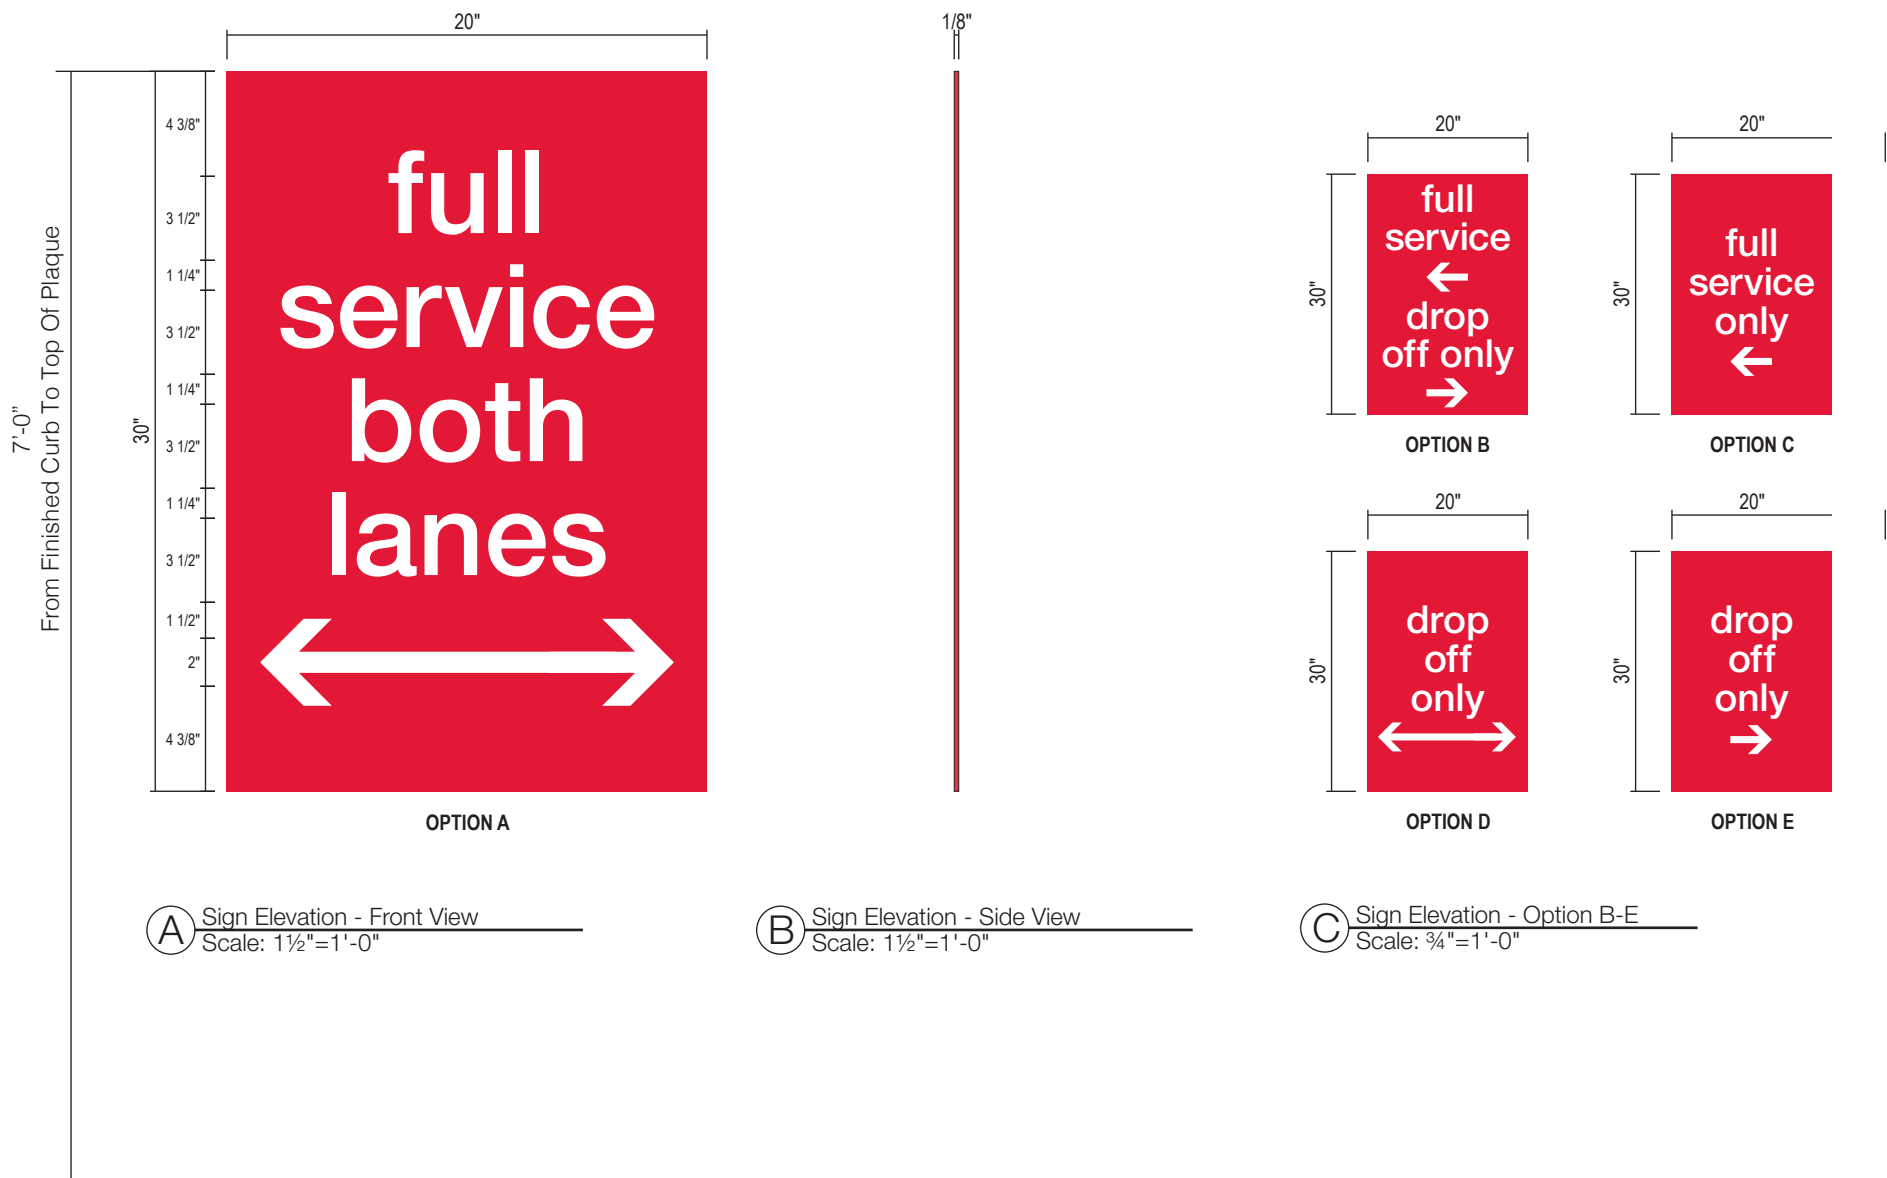 20"
1/8"
7’-0”
From Finished Curb To Top Of Plaque
30"
4 3/8"
3 1/2"
1 1/4"
3 1/2"
1 1/4"
3 1/2"
1 1/4"
3 1/2"
1 1/2"
2"
4 3/8"
full
service
both
lanes
OPTION A
20"
30"
full
service
drop
off only
OPTION B
20"
30"
full
service
only
OPTION C
20"
30"
drop
off
only
OPTION D
20"
30"
drop
off
only
OPTION E
A
Sign Elevation - Front View
Scale: 1½"=1'-0"
B
Sign Elevation - Side View
Scale: 1½"=1'-0"
C
Sign Elevation - Option B-E
Scale: ¾"=1'-0"